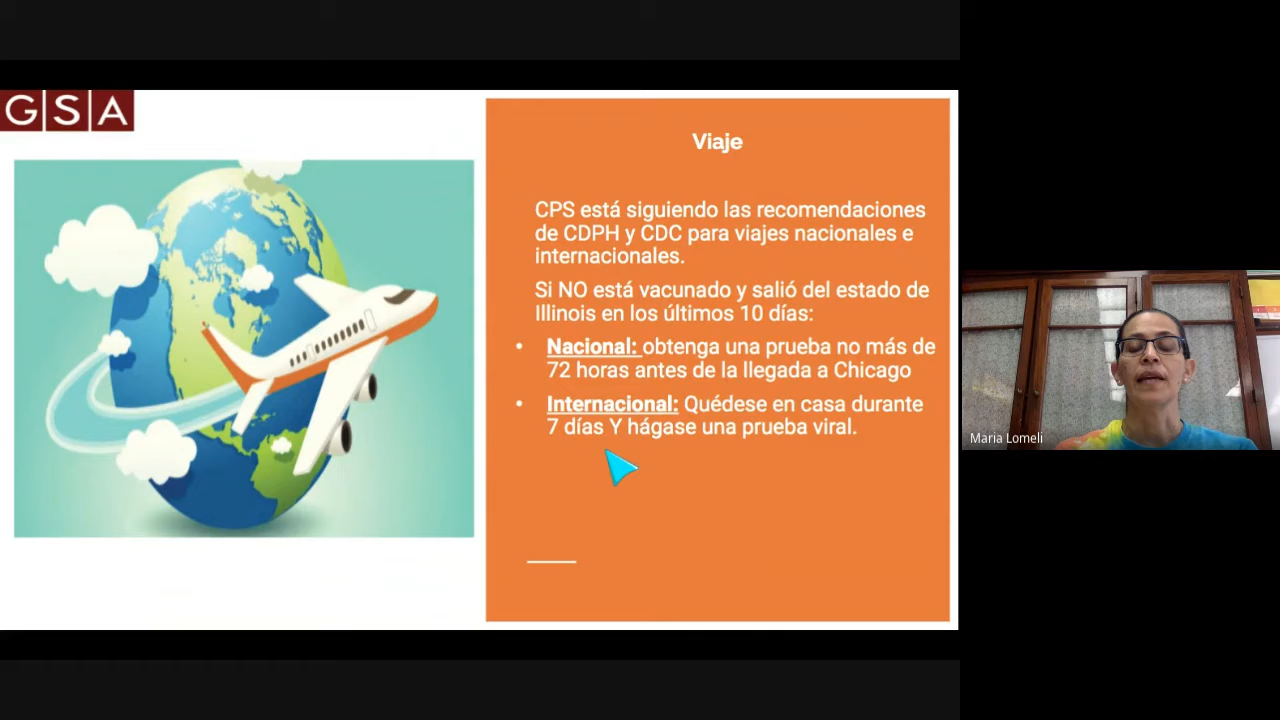 GSA
Viaje
CPS está siguiendo las recomendaciones
de CDPH y CDC para viajes nacionales e
internacionales.
Si NO está vacunado y salió del estado de
Illinois en los últimos 10 días:
• Nacional: obtenga una prueba no más de
72 horas antes de la llegada a Chicago
• Internacional: Quédese en casa durante
7 días Y hágase una prueba viral.
Maria Lomeli